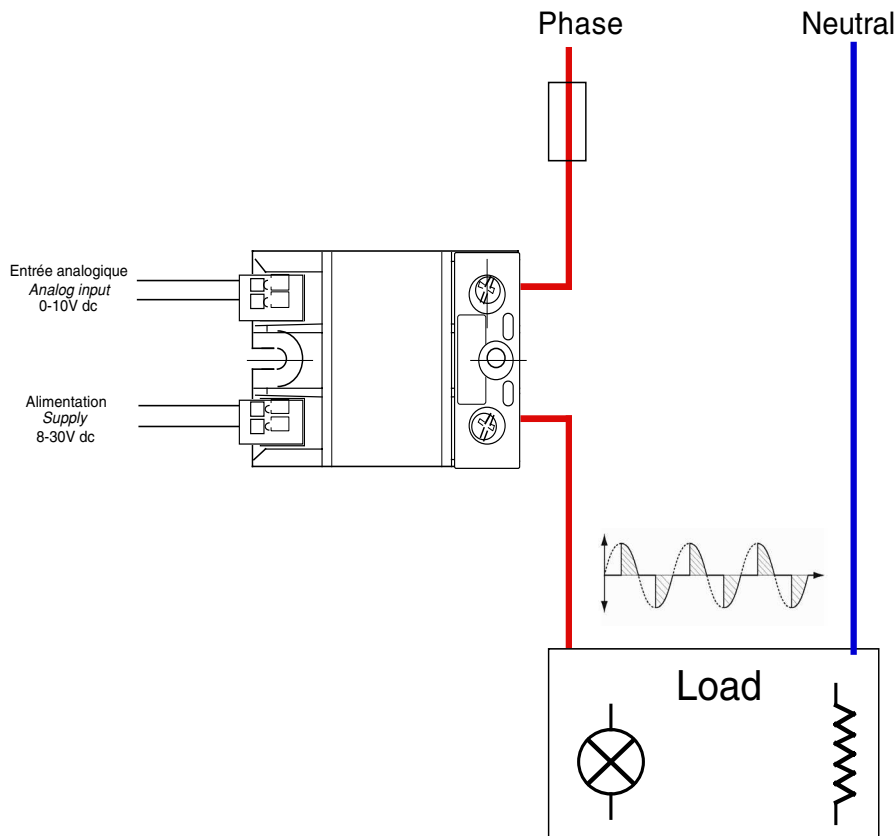 Phase
Neutral
Entrée analogique
Analog input
0-10V dc
Alimentation
Supply
8-30V dc
Load